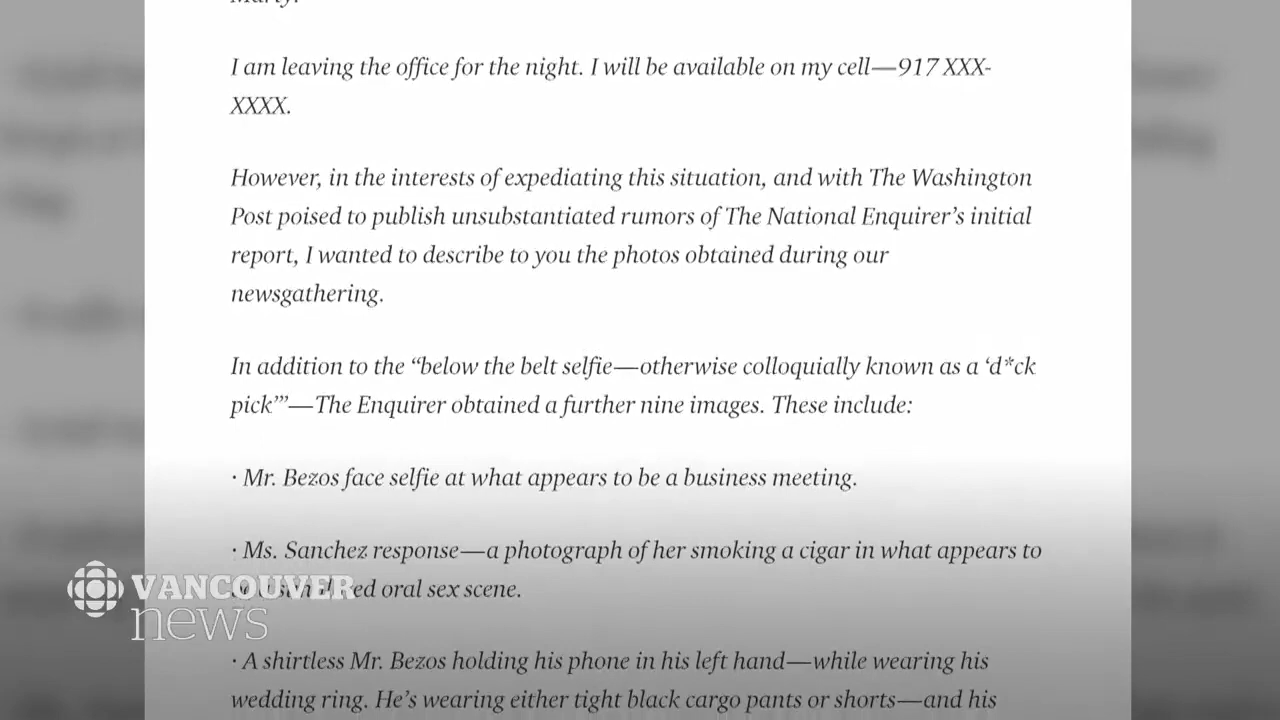 Marty:
I am leaving the office for the night. I will be available on my cell—917 XXX-
XXXX.
However, in the interests of expediating this situation, and with The Washington
Post poised to publish unsubstantiated rumors of The National Enquirer's initial
report, I wanted to describe to you the photos obtained during our
newsgathering.
In addition to the “below the belt selfie—otherwise colloquially known as a ‘d*ck
pick’”—The Enquirer obtained a further nine images. These include:
· Mr. Bezos face selfie at what appears to be a business meeting.
· Ms. Sanchez response—a photograph of her smoking a cigar in what appears to
be a simulated oral sex scene.
· A shirtless Mr. Bezos holding his phone in his left hand—while wearing his
wedding ring. He’s wearing either tight black cargo pants or shorts—and his
VANCOUVER
news